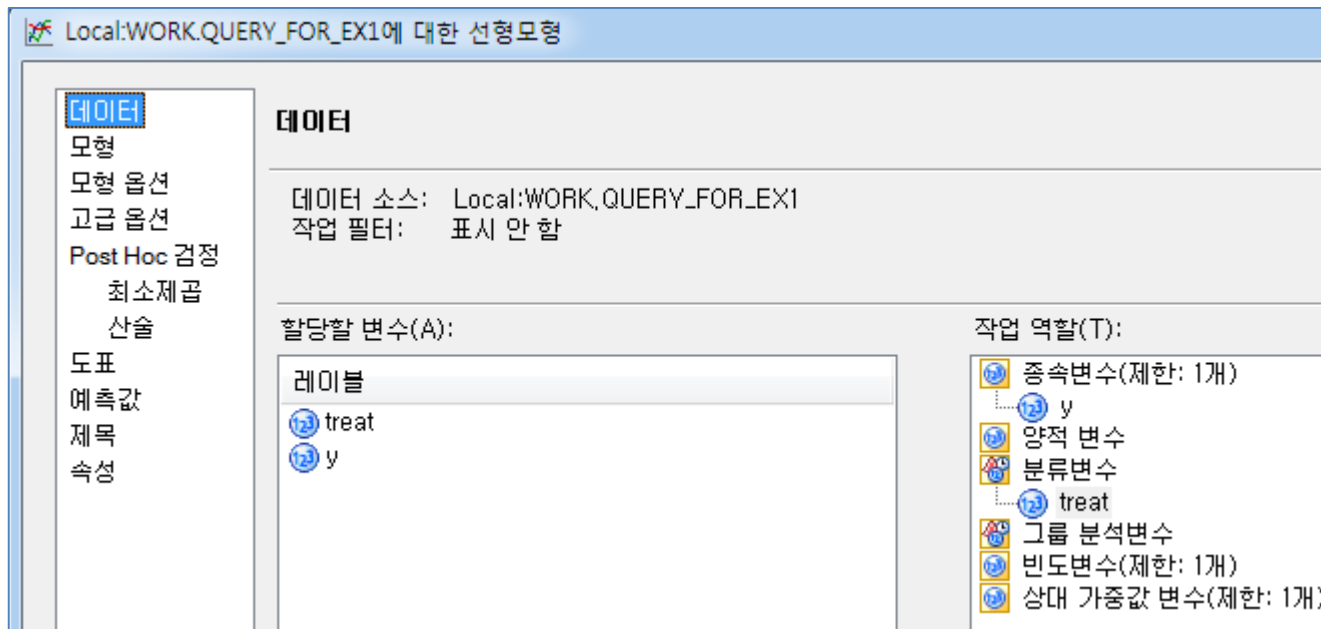 Local:WORK.QUERY_FOR_EX1에 대한 선형모형
데이터
모형
모형 옵션
고급 옵션
Post Hoc 검정
최소제곱
산술
도표
예측값
제목
속성
데이터
데이터 소스: Local:WORK.QUERY_FOR_EX1
작업 필터: 표시 안 함
할당할 변수(A):
레이블
treat
y
작업 역할(T):
종속변수(제한: 1개)
y
양적 변수
분류변수
treat
그룹 분석변수
빈도변수(제한: 1개)
상대 가중값 변수(제한: 1개)